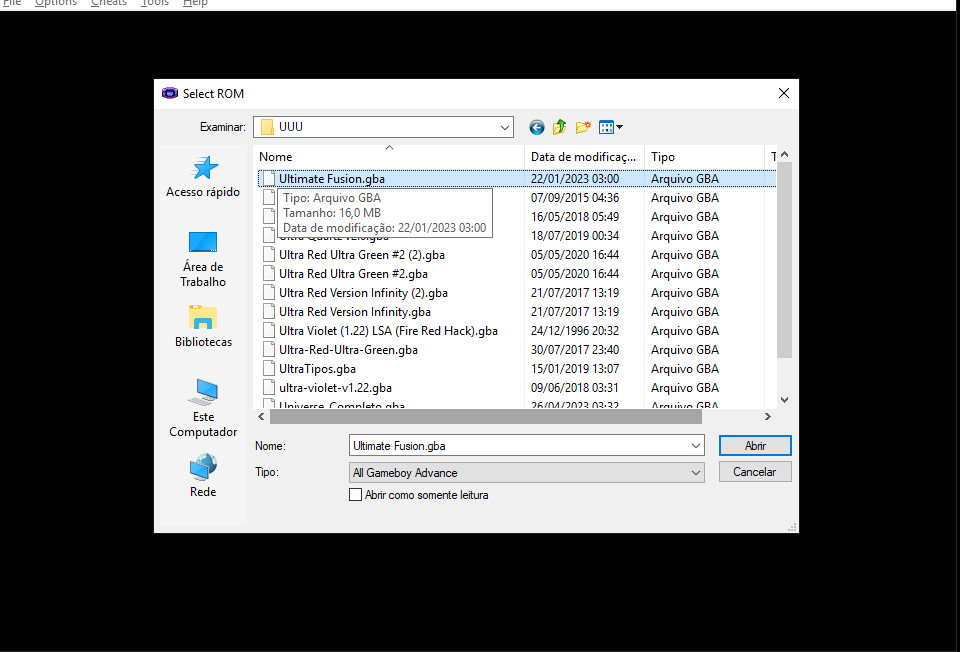 File Options Cheats Tools Help
Select ROM
Examinar: UUU
Acesso rápido
Área de
Trabalho
Bibliotecas
Este
Computador
Rede
Nome Data de modificaç... Tipo T
Ultimate Fusion.gba 22/01/2023 03:00 Arquivo GBA
07/09/2015 04:36 Arquivo GBA
16/05/2018 05:49 Arquivo GBA
18/07/2019 00:34 Arquivo GBA
Tipo: Arquivo GBA
Tamanho: 16,0 MB
Data de modificação: 22/01/2023 03:00
Ultra Red Ultra Green #2 (2).gba 05/05/2020 16:44 Arquivo GBA
Ultra Red Ultra Green #2.gba 05/05/2020 16:44 Arquivo GBA
Ultra Red Version Infinity (2).gba 21/07/2017 13:19 Arquivo GBA
Ultra Red Version Infinity.gba 21/07/2017 13:19 Arquivo GBA
Ultra Violet (1.22) LSA (Fire Red Hack).gba 24/12/1996 20:32 Arquivo GBA
Ultra-Red-Ultra-Green.gba 30/07/2017 23:40 Arquivo GBA
UltraTipos.gba 15/01/2019 13:07 Arquivo GBA
ultra-violet-v1.22.gba 09/06/2018 03:31 Arquivo GBA
Universe_Completo.gba 26/04/2023 03:32 Arquivo GBA
Nome: Ultimate Fusion.gba Abrir
Tipo: All Gameboy Advance Cancelar
Abrir como somente leitura